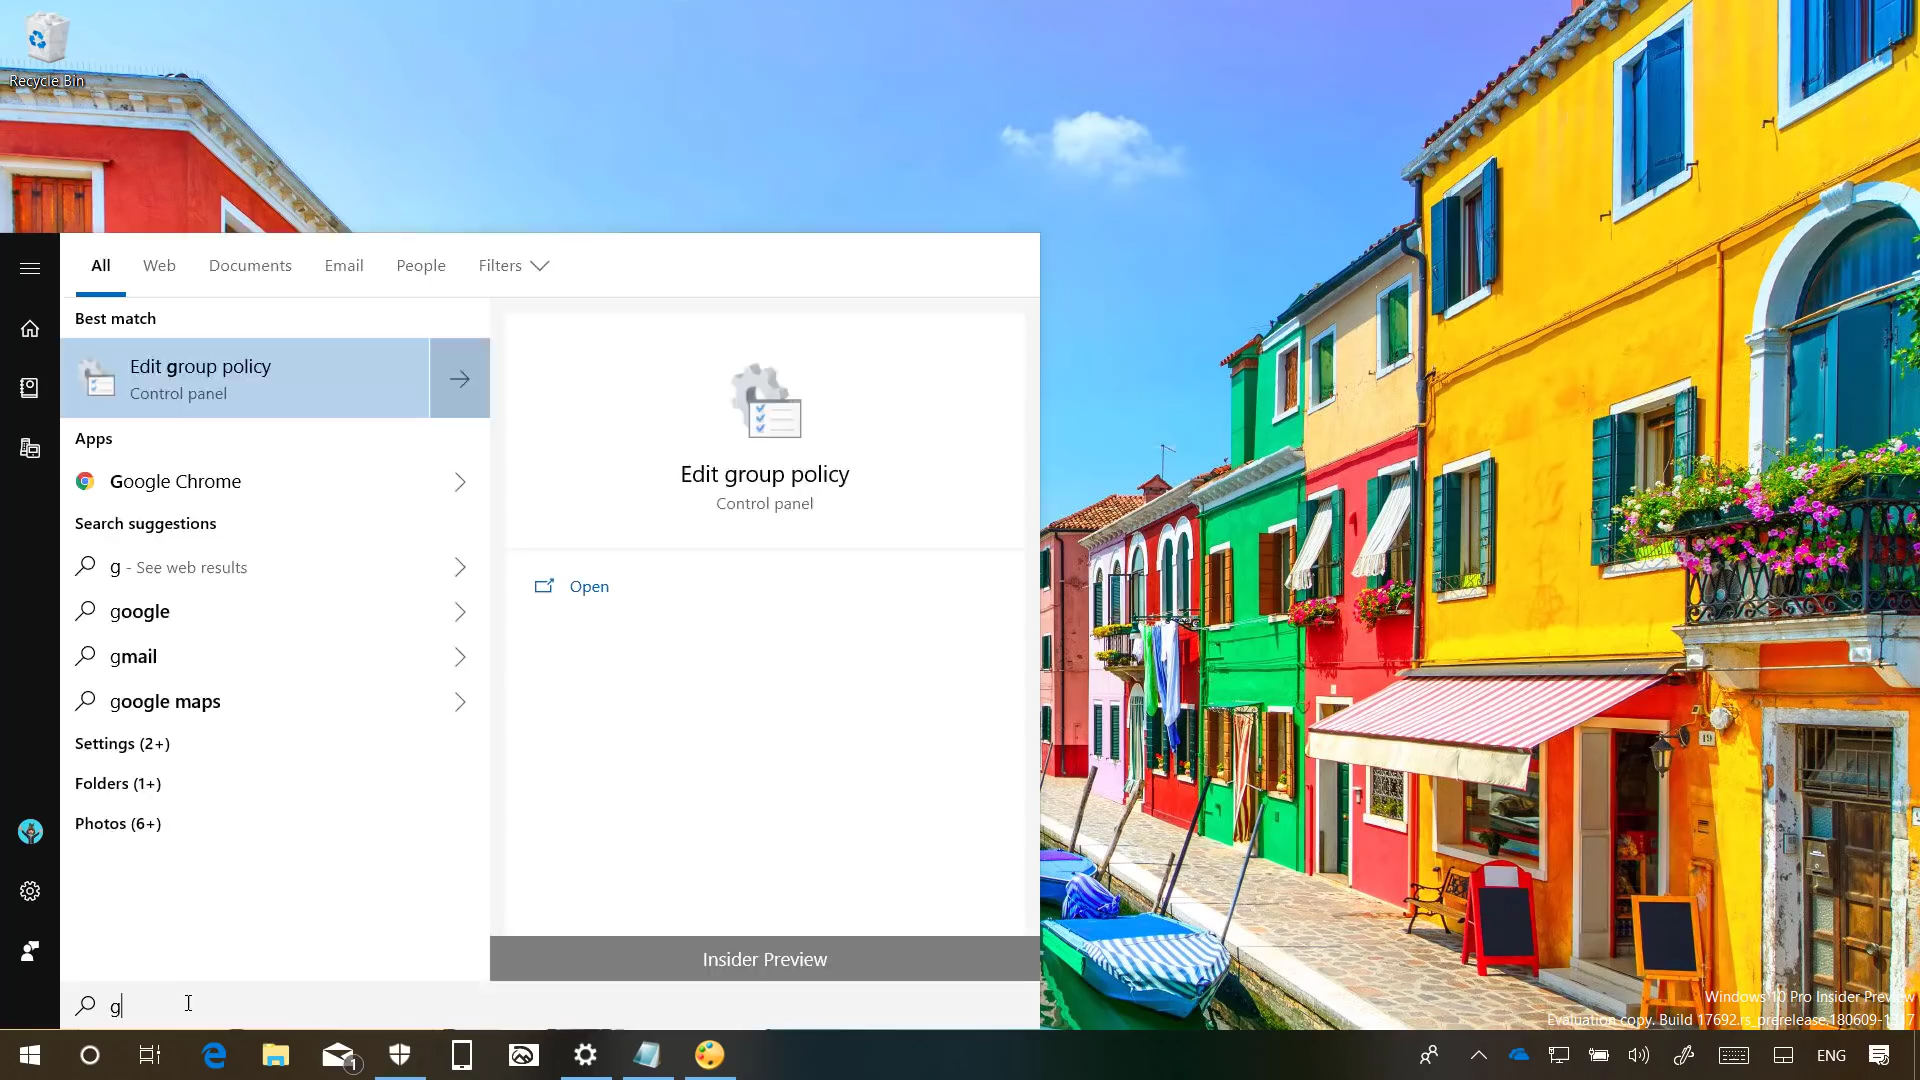 Recycle Bin
All Web Documents Email People Filters
Best match
Edit group policy
Control panel
Apps
Google Chrome
Search suggestions
g - See web results
google
gmail
google maps
Settings (2+)
Folders (1+)
Photos (6+)
Edit group policy
Control panel
Open
Insider Preview
g
19
Windows 10 Pro Insider Preview
Evaluation copy. Build 17692.rs_prerelease.180609-1317
1
ENG